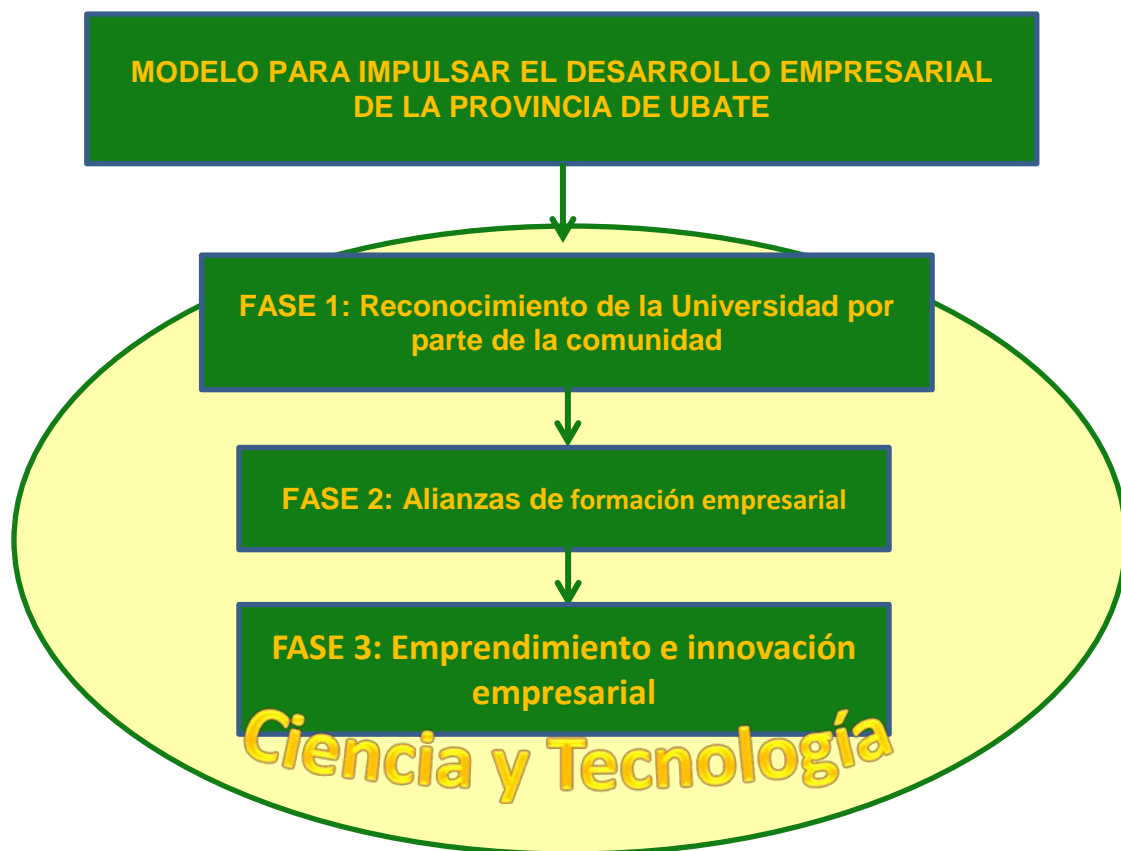 MODELO PARA IMPULSAR EL DESARROLLO EMPRESARIAL
DE LA PROVINCIA DE UBATE
FASE 1: Reconocimiento de la Universidad por
parte de la comunidad
FASE 2: Alianzas de formación empresarial
FASE 3: Emprendimiento e innovación
empresarial
Ciencia y Tecnología